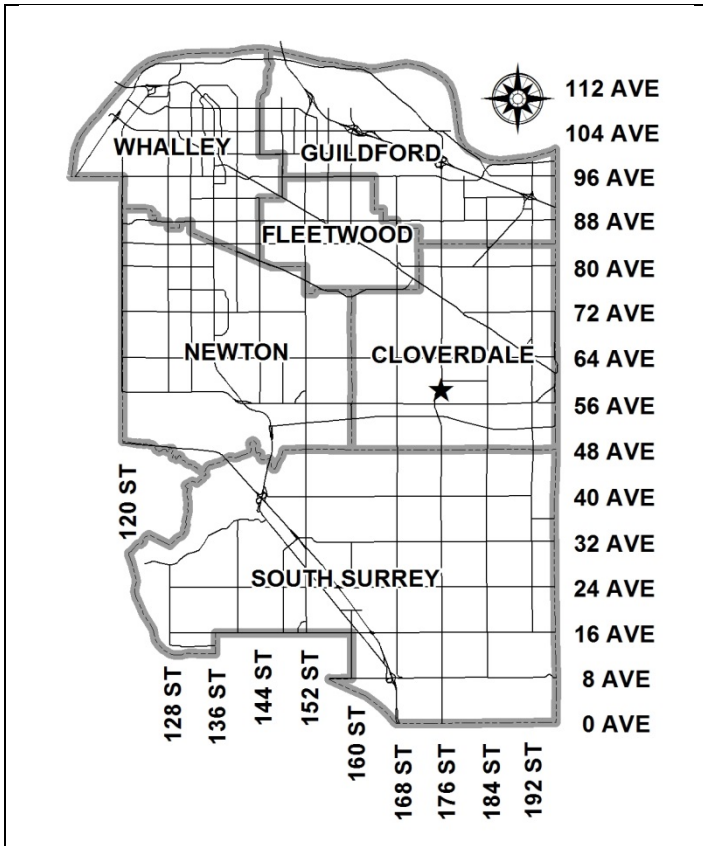 112 AVE
104 AVE
WHALLEY
GUILDFORD
96 AVE
88 AVE
FLEETWOOD
80 AVE
72 AVE
NEWTON
CLOVERDALE
64 AVE
56 AVE
48 AVE
120 ST
40 AVE
32 AVE
SOUTH SURREY
24 AVE
16 AVE
8 AVE
0 AVE
128 ST
136 ST
144 ST
152 ST
160 ST
168 ST
176 ST
184 ST
192 ST